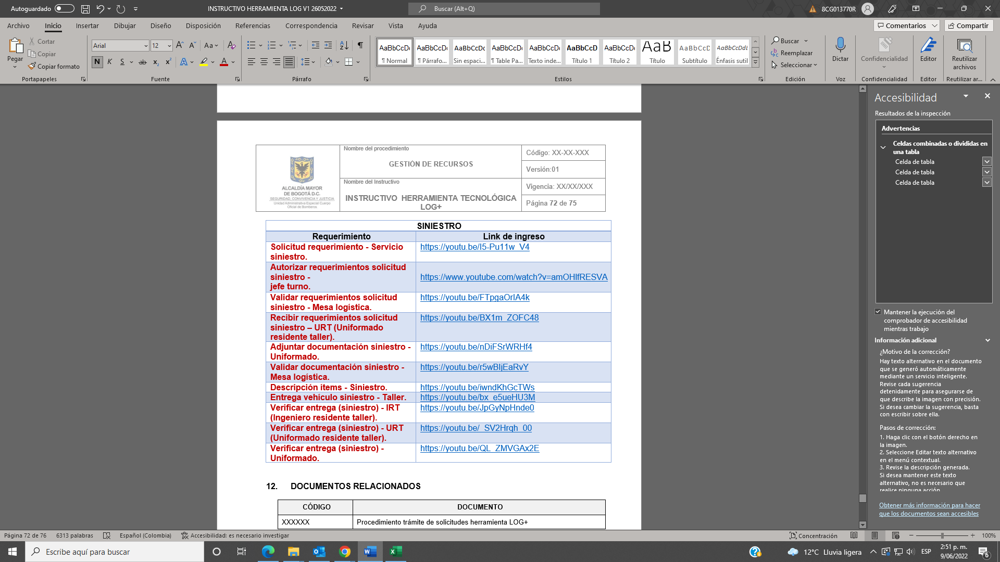 Autoguardado
INSTRUCTIVO HERRAMIENTA LOG V1 26052022
Buscar (Alt+Q)
8CG013770R
Archivo Inicio Insertar Dibujar Diseño Disposición Referencias Correspondencia Revisar Vista Ayuda
Comentarios Compartir
Pegar
Cortar
Copiar
Copiar formato
Portapapeles
Arial 12
N K S
Fuente
Párrafo
¶ Normal ¶ Párrafo... Sin espaci... ¶ Table Pa... Texto inde... Título 1 Título 2 Título Subtítulo Énfasis sutil
Estilos
Buscar
Reemplazar
Seleccionar
Edición
Dictar
Voz
Confidencialidad
Confidencialidad
Editor
Editor
Reutilizar archivos
Reutilizar ar...
Nombre del procedimiento
GESTIÓN DE RECURSOS
Nombre del Instructivo
INSTRUCTIVO HERRAMIENTA TECNOLÓGICA
LOG+
Código: XX-XX-XXX
Versión:01
Vigencia: XX/XX/XXX
Página 72 de 75
ALCALDÍA MAYOR
DE BOGOTÁ D.C.
SEGURIDAD, CONVIVENCIA Y JUSTICIA
Unidad Administrativa Especial Cuerpo
Oficial de Bomberos
SINIESTRO
Requerimiento Link de ingreso
Solicitud requerimiento - Servicio
siniestro.
https://youtu.be/I5-Pu11w_V4
Autorizar requerimientos solicitud
siniestro -
jefe turno.
https://www.youtube.com/watch?v=amOHIfRESVA
Validar requerimientos solicitud
siniestro - Mesa logística.
https://youtu.be/FTpgaOrlA4k
Recibir requerimientos solicitud
siniestro – URT (Uniformado
residente taller).
https://youtu.be/BX1m_ZOFC48
Adjuntar documentación siniestro -
Uniformado.
https://youtu.be/nDiFSrWRHf4
Validar documentación siniestro -
Mesa logística.
https://youtu.be/r5wBIjEaRvY
Descripción ítems - Siniestro.
https://youtu.be/iwndKhGcTWs
Entrega vehículo siniestro - Taller.
https://youtu.be/bx_e5ueHU3M
Verificar entrega (siniestro) - IRT
(Ingeniero residente taller).
https://youtu.be/JpGyNpHnde0
Verificar entrega (siniestro) - URT
(Uniformado residente taller).
https://youtu.be/_SV2Hrqh_00
Verificar entrega (siniestro) -
Uniformado.
https://youtu.be/QL_ZMVGAx2E
12. DOCUMENTOS RELACIONADOS
CÓDIGO DOCUMENTO
XXXXXX Procedimiento trámite de solicitudes herramienta LOG+
Accesibilidad
Resultados de la inspección
Advertencias
Celdas combinadas o divididas en
una tabla
Celda de tabla
Celda de tabla
Celda de tabla
Mantener la ejecución del
comprobador de accesibilidad
mientras trabajo
Información adicional
¿Motivo de la corrección?
Hay texto alternativo en el documento
que se generó automáticamente
mediante un servicio inteligente.
Revise cada sugerencia
detenidamente para asegurarse de
que describe la imagen con precisión.
Si desea cambiar la sugerencia, basta
con escribir sobre ella.
Pasos de corrección:
1. Haga clic con el botón derecho en
la imagen.
2. Seleccione Editar texto alternativo
en el menú contextual.
3. Revise la descripción generada.
Si desea mantener este texto
alternativo, no es necesario que
realice ninguna acción.
Obtener más información para hacer
que los documentos sean accesibles
Página 72 de 76 6313 palabras Español (Colombia) Accesibilidad: es necesario investigar
Concentración 100%
Escribe aquí para buscar
12°C Lluvia ligera ESP
2:51 p. m.
9/06/2022
6